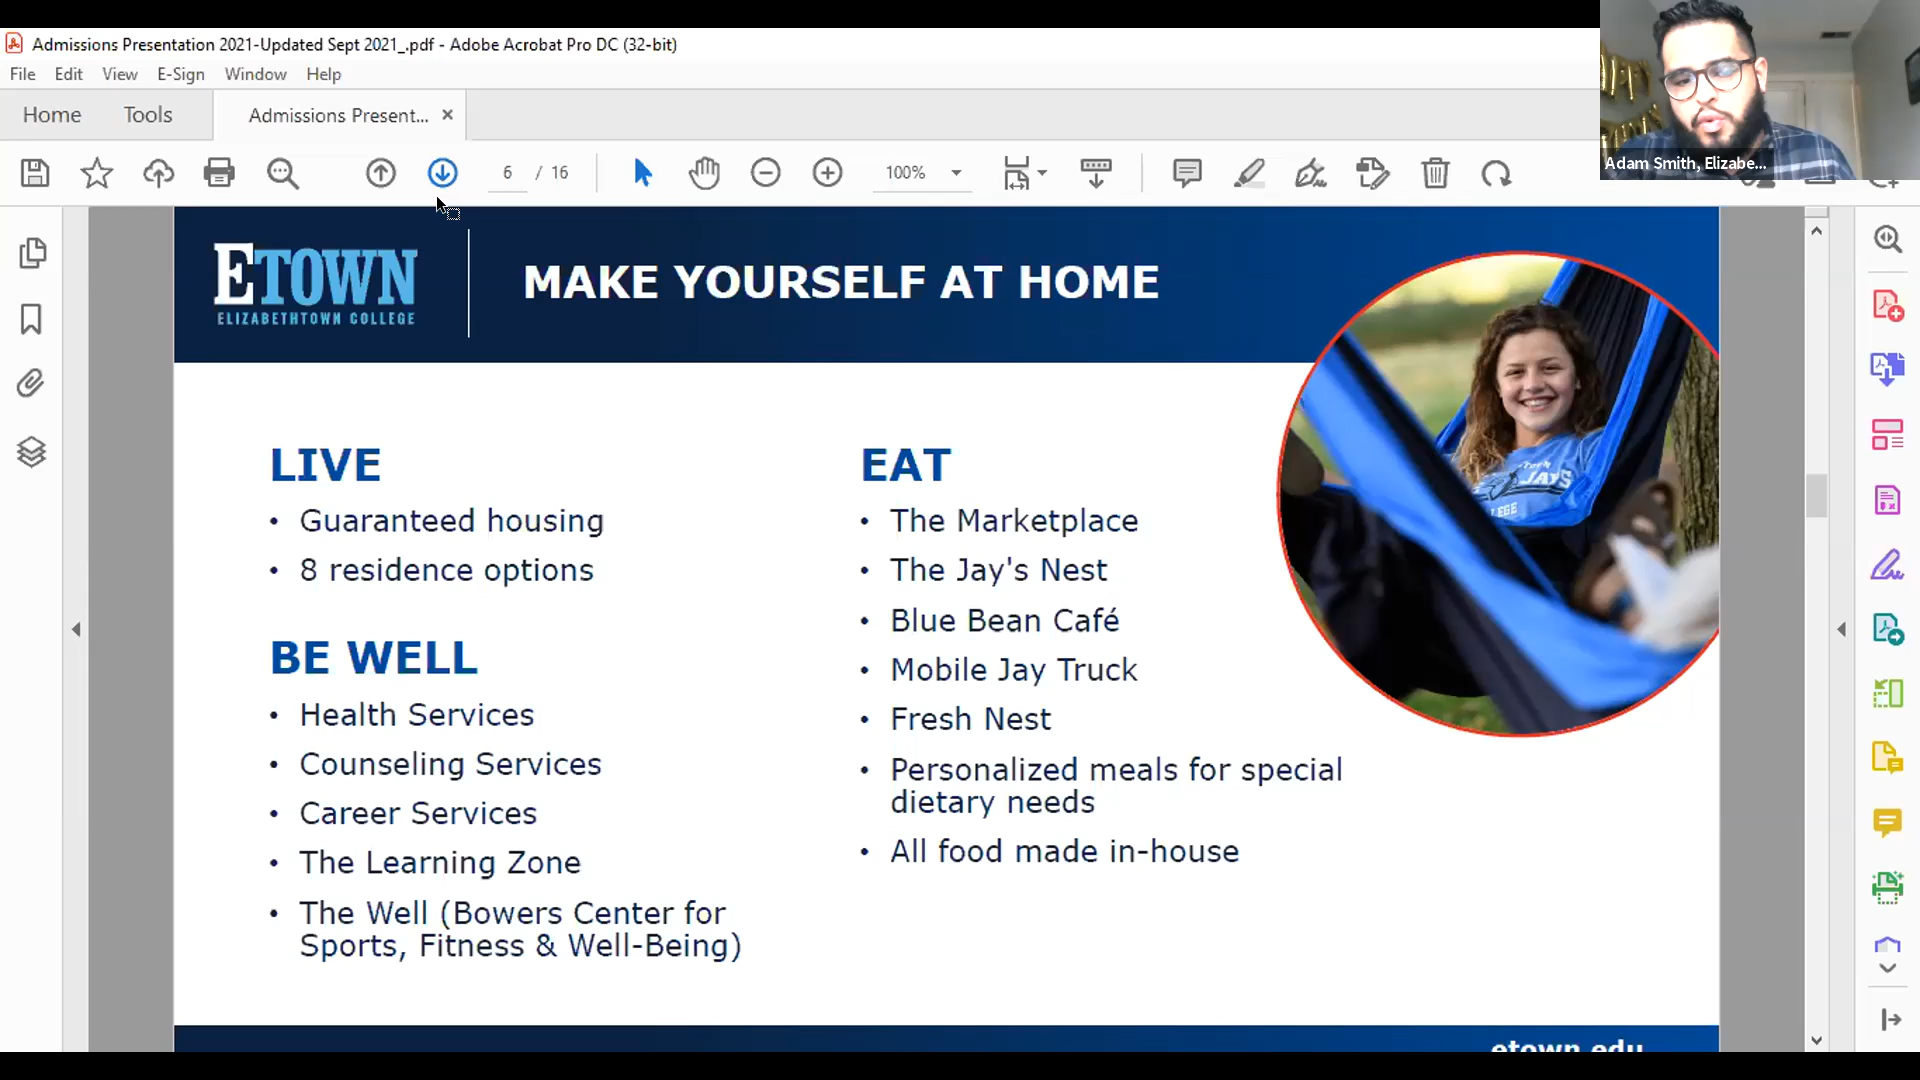 Admissions Presentation 2021-Updated Sept 2021_.pdf - Adobe Acrobat Pro DC (32-bit)
File Edit View E-Sign Window Help
Home Tools Admissions Present... ×
6 / 16 100%
Adam Smith, Elizabe...
ETOWN
ELIZABETHTOWN COLLEGE
MAKE YOURSELF AT HOME
LIVE
• Guaranteed housing
• 8 residence options
BE WELL
• Health Services
• Counseling Services
• Career Services
• The Learning Zone
• The Well (Bowers Center for
Sports, Fitness & Well-Being)
EAT
• The Marketplace
• The Jay's Nest
• Blue Bean Café
• Mobile Jay Truck
• Fresh Nest
• Personalized meals for special
dietary needs
• All food made in-house
JAYS
etown.edu